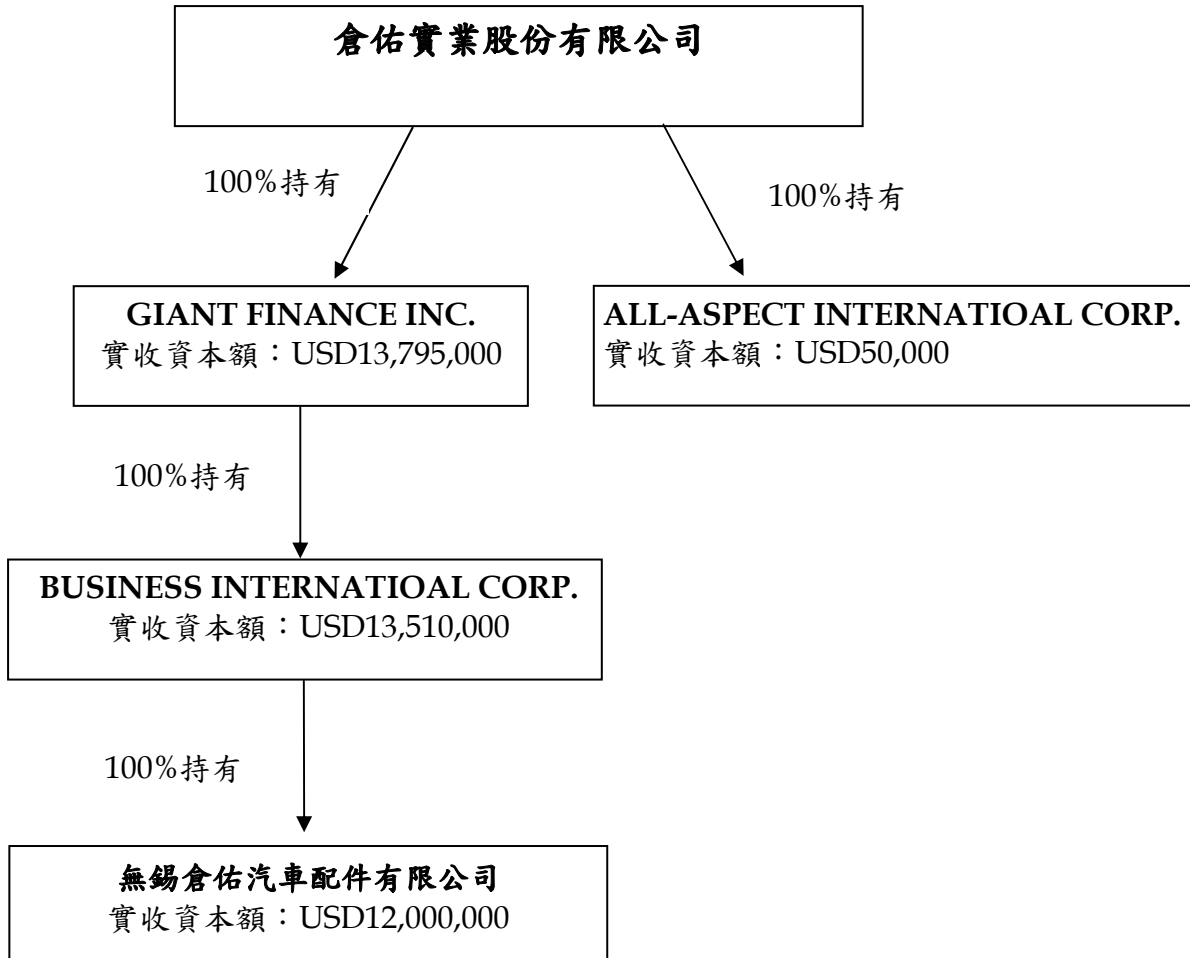 倉佑實業股份有限公司
100%持有
100%持有
GIANT FINANCE INC.
實收資本額：USD13,795,000
ALL-ASPECT INTERNATIOAL CORP.
實收資本額：USD50,000
100%持有
BUSINESS INTERNATIOAL CORP.
實收資本額：USD13,510,000
100%持有
無錫倉佑汽車配件有限公司
實收資本額：USD12,000,000